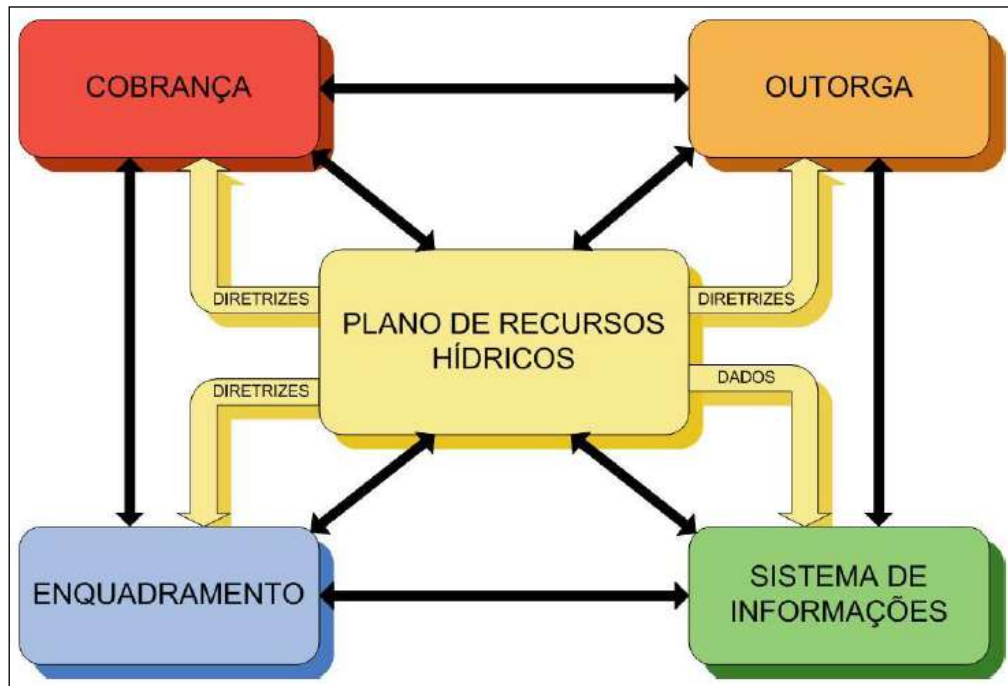 COBRANÇA
OUTORGA
DIRETRIZES
DIRETRIZES
PLANO DE RECURSOS
HÍDRICOS
DIRETRIZES
DADOS
ENQUADRAMENTO
SISTEMA DE
INFORMAÇÕES